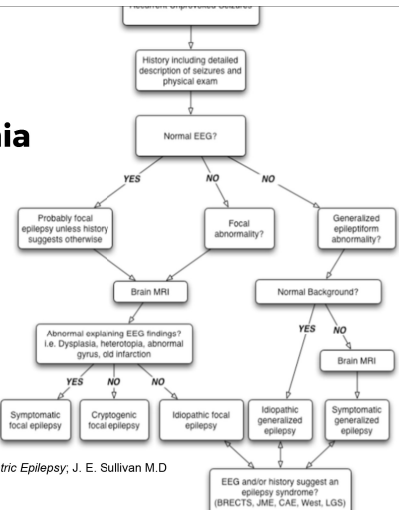 Recurrent Unprovoked Seizures
History including detailed
description of seizures and
physical exam
nia
Normal EEG?
YES
NO
NO
Probably focal
epilepsy unless history
suggests otherwise
Focal
abnormality?
Generalized
epileptiform
abnormality?
Brain MRI
Normal Background?
Abnormal explaining EEG findings?
i.e. Dysplasia, heterotopia, abnormal
gyrus, old infarction
YES
NO
Brain MRI
YES
NO
NO
Symptomatic
focal epilepsy
Cryptogenic
focal epilepsy
Idiopathic focal
epilepsy
Idiopathic
generalized
epilepsy
Symptomatic
generalized
epilepsy
tric Epilepsy; J. E. Sullivan M.D
EEG and/or history suggest an
epilepsy syndrome?
(BRECTS, JME, CAE, West, LGS)